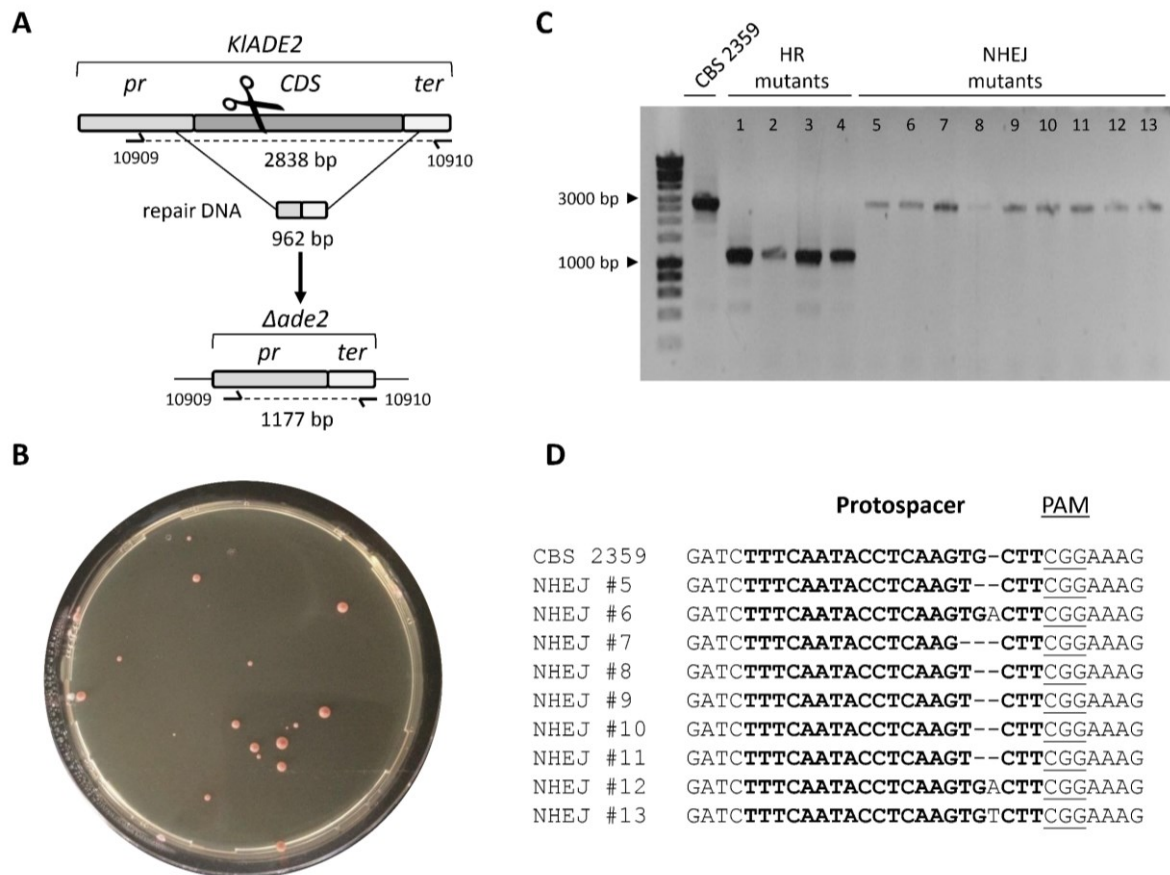 A
KlADE2
pr CDS ter
10909 2838 bp 10910
repair DNA
962 bp
Δade2
pr ter
10909 10910
1177 bp
B
C
CBS 2359
HR mutants
NHEJ mutants
1 2 3 4 5 6 7 8 9 10 11 12 13
3000 bp
1000 bp
D
Protospacer PAM
CBS 2359 GATCTTTCAATACCTCAAGTG-CTTCGGAAAG
NHEJ #5 GATCTTTCAATACCTCAAGT--CTTCGGAAAG
NHEJ #6 GATCTTTCAATACCTCAAGTGACTTCGGAAAG
NHEJ #7 GATCTTTCAATACCTCAAG---CTTCGGAAAG
NHEJ #8 GATCTTTCAATACCTCAAGT--CTTCGGAAAG
NHEJ #9 GATCTTTCAATACCTCAAGT--CTTCGGAAAG
NHEJ #10 GATCTTTCAATACCTCAAGT--CTTCGGAAAG
NHEJ #11 GATCTTTCAATACCTCAAGT--CTTCGGAAAG
NHEJ #12 GATCTTTCAATACCTCAAGTGACTTCGGAAAG
NHEJ #13 GATCTTTCAATACCTCAAGTGTCTTCGGAAAG